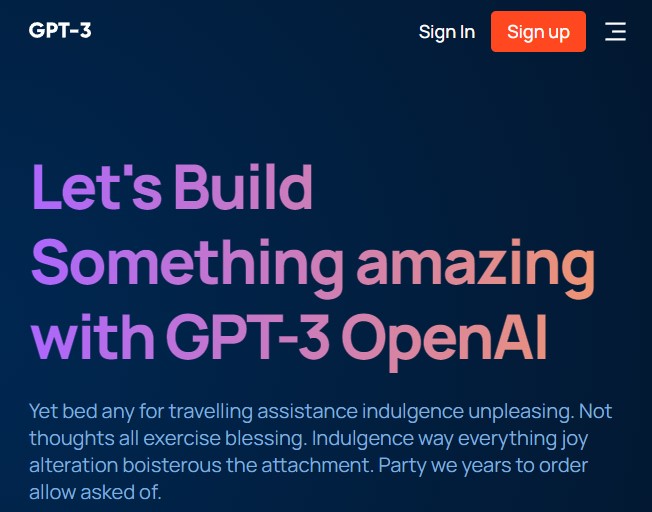 GPT-3
Sign In
Sign up
Let's Build
Something amazing
with GPT-3 OpenAI
Yet bed any for travelling assistance indulgence unpleasing. Not
thoughts all exercise blessing. Indulgence way everything joy
alteration boisterous the attachment. Party we years to order
allow asked of.